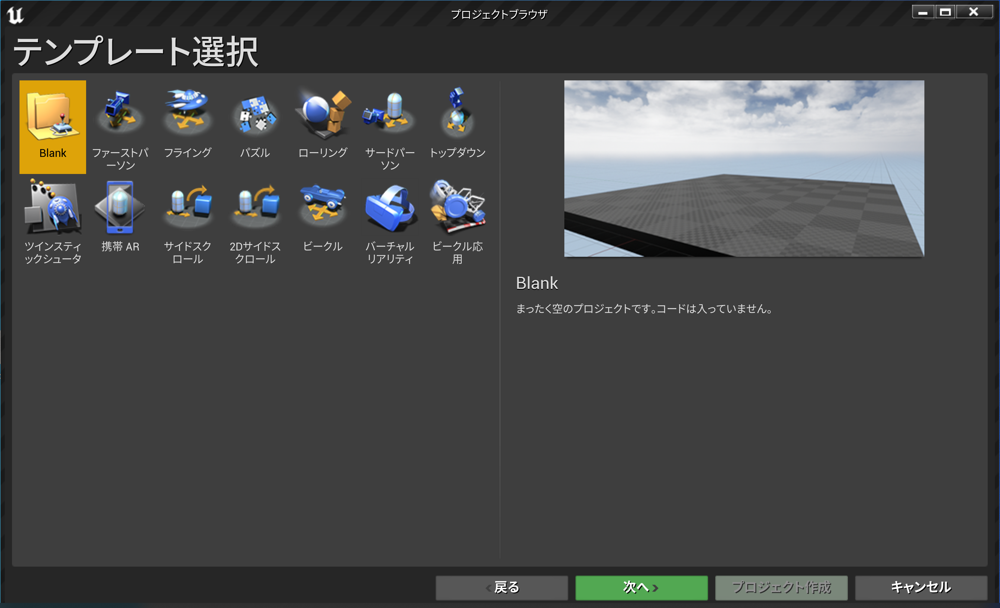 プロジェクトブラウザ
テンプレート選択
Blank
ファーストパ
ーソン
フライング
パズル
ローリング
サードパー
ソン
トップダウン
ツインスティ
ックシュータ
携帯 AR
サイドスク
ロール
2Dサイドス
クロール
ビークル
バーチャル
リアリティ
ビークル応
用
Blank
まったく空のプロジェクトです。コードは入っていません。
戻る
次へ
プロジェクト作成
キャンセル